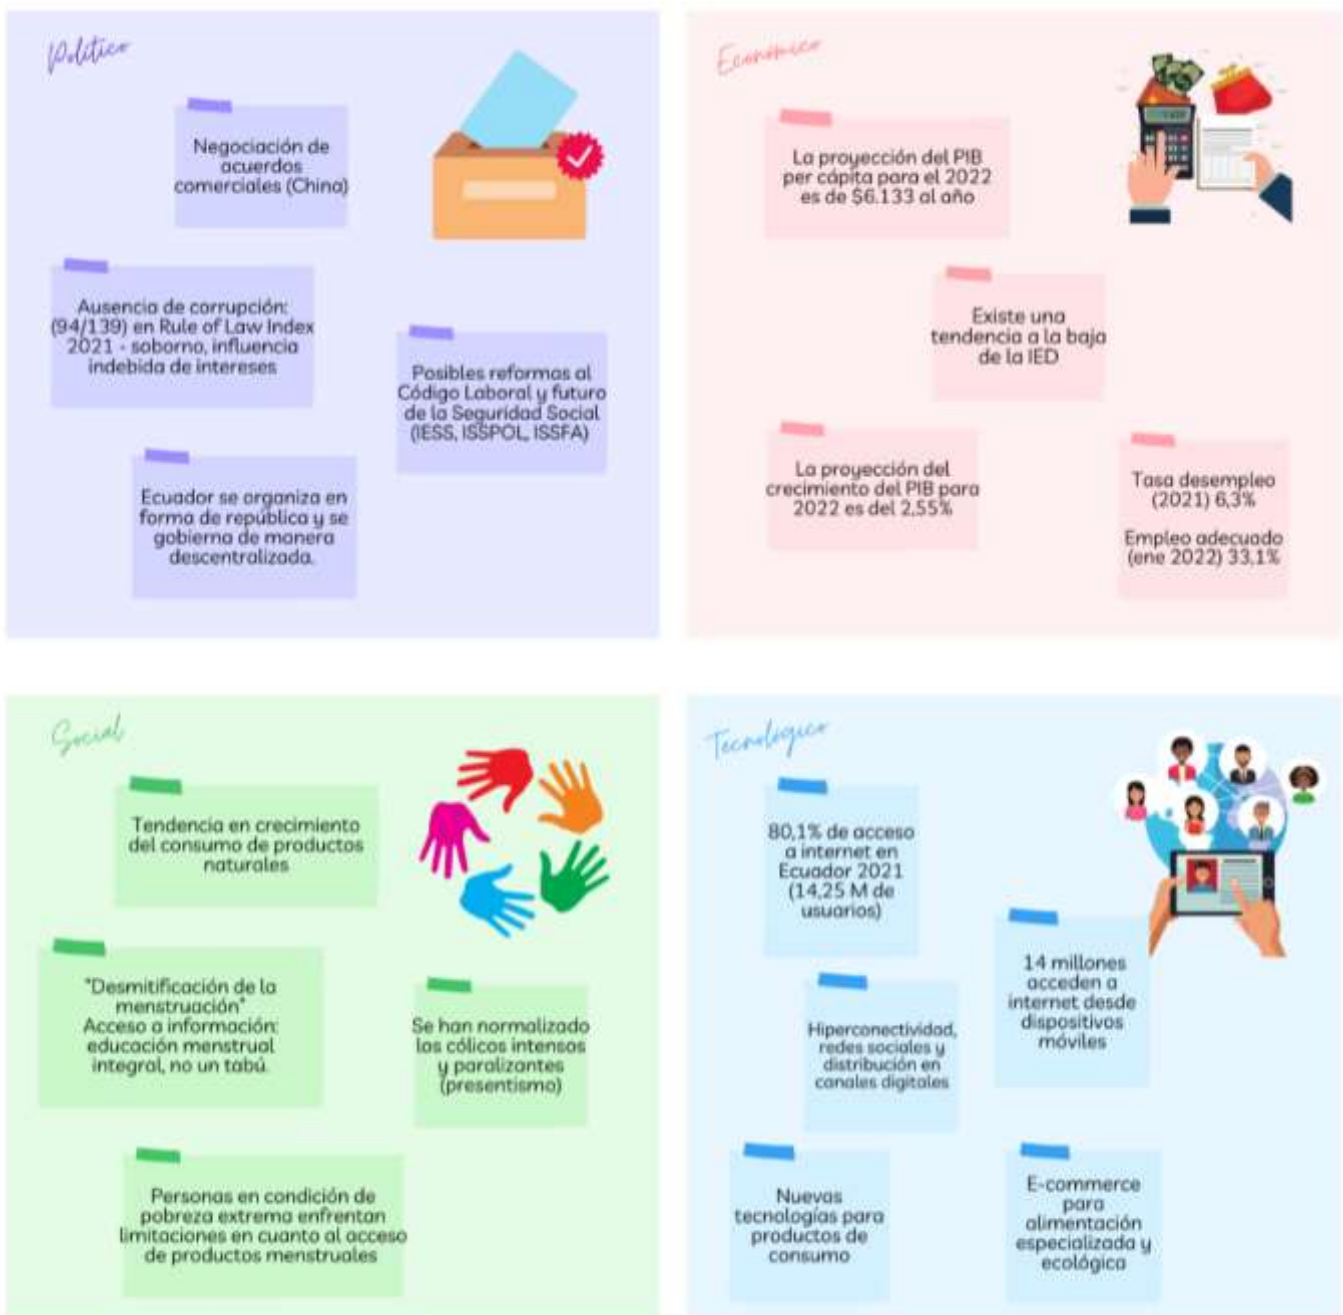 Político
Negociación de
acuerdos
comerciales (China)
Ausencia de corrupción:
(94/139) en Rule of Law Index
2021 - soborno, influencia
indebida de intereses
Posibles reformas al
Código Laboral y futuro
de la Seguridad Social
(IESS, ISSPOL, ISSFA)
Ecuador se organiza en
forma de república y se
gobierna de manera
descentralizada.
Económico
La proyección del PIB
per cápita para el 2022
es de $6.133 al año
Existe una
tendencia a la baja
de la IED
La proyección del
crecimiento del PIB para
2022 es del 2,55%
Tasa desempleo
(2021) 6,3%
Empleo adecuado
(ene 2022) 33,1%
Social
Tendencia en crecimiento
del consumo de productos
naturales
"Desmitificación de la
menstruación"
Acceso a información:
educación menstrual
integral, no un tabú.
Se han normalizado
los cólicos intensos
y paralizantes
(presentismo)
Personas en condición de
pobreza extrema enfrentan
limitaciones en cuanto al acceso
de productos menstruales
Tecnológico
80,1% de acceso
a internet en
Ecuador 2021
(14,25 M de
usuarios)
14 millones
acceden a
internet desde
dispositivos
móviles
Hiperconectividad,
redes sociales y
distribución en
canales digitales
Nuevas
tecnologías para
productos de
consumo
E-commerce
para
alimentación
especializada y
ecológica